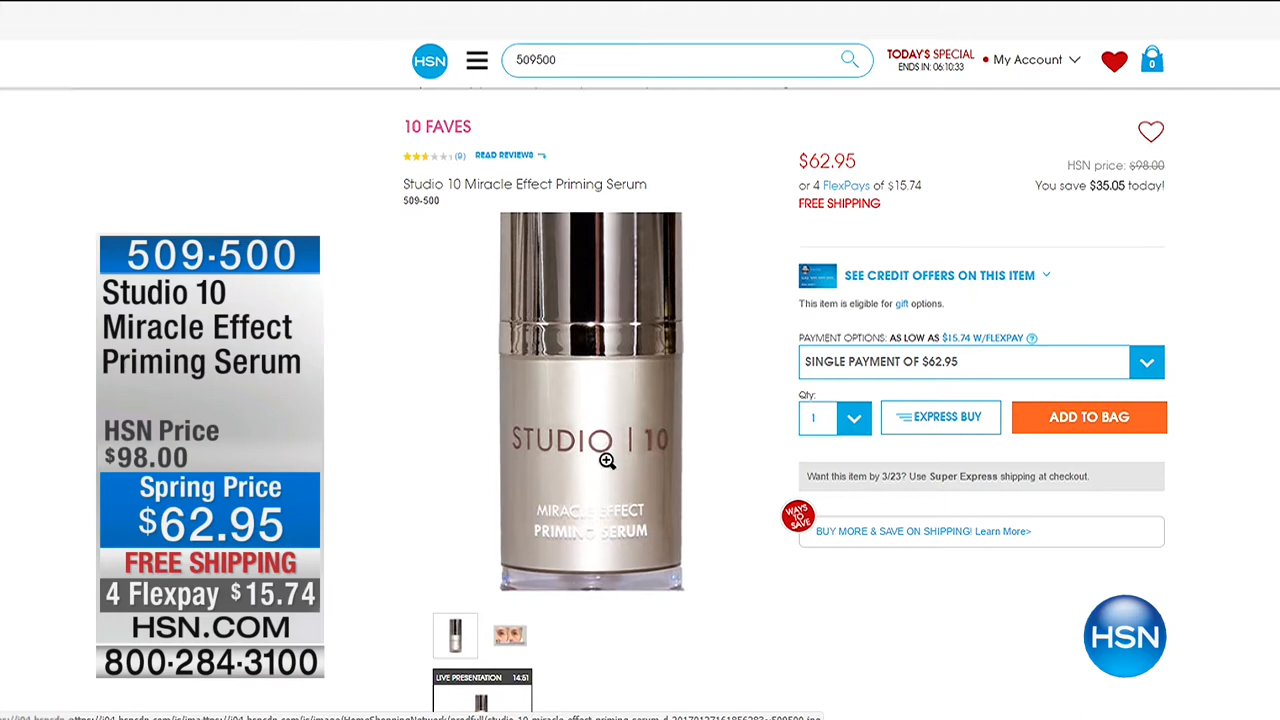 HSN
509500
TODAY'S SPECIAL
ENDS IN: 06:10:33
My Account
0
10 FAVES
(9) READ REVIEWS
Studio 10 Miracle Effect Priming Serum
509-500
$62.95
HSN price: $98.00
or 4 FlexPays of $15.74
You save $35.05 today!
FREE SHIPPING
509-500
Studio 10
Miracle Effect
Priming Serum
HSN Price
$98.00
Spring Price
$62.95
FREE SHIPPING
4 Flexpay $15.74
HSN.COM
800-284-3100
STUDIO | 10
MIRACLE EFFECT
PRIMING SERUM
SEE CREDIT OFFERS ON THIS ITEM
This item is eligible for gift options.
PAYMENT OPTIONS: AS LOW AS $15.74 W/FLEXPAY ?
SINGLE PAYMENT OF $62.95
Qty:
1
EXPRESS BUY
ADD TO BAG
Want this item by 3/23? Use Super Express shipping at checkout.
WAYS TO SAVE
BUY MORE & SAVE ON SHIPPING! Learn More>
HSN
LIVE PRESENTATION 14:51